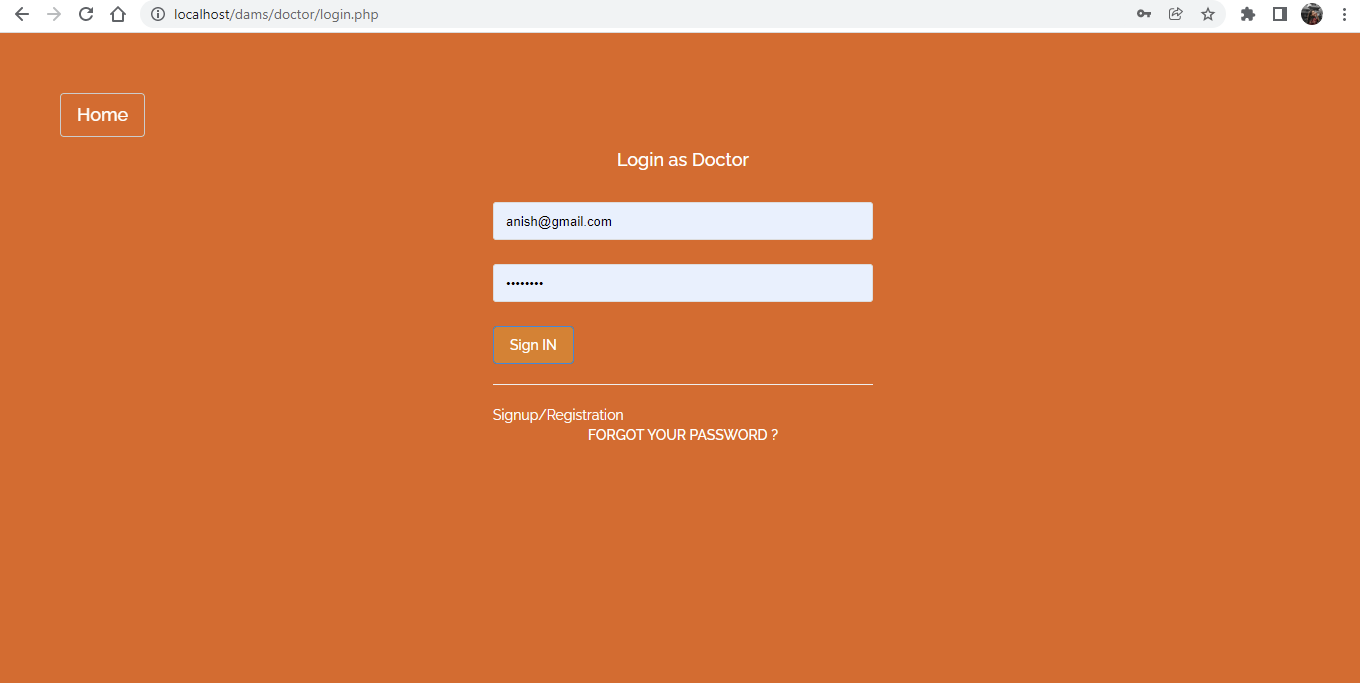 localhost/dams/doctor/login.php
Home
Login as Doctor
anish@gmail.com
••••••••
Sign IN
Signup/Registration
FORGOT YOUR PASSWORD ?